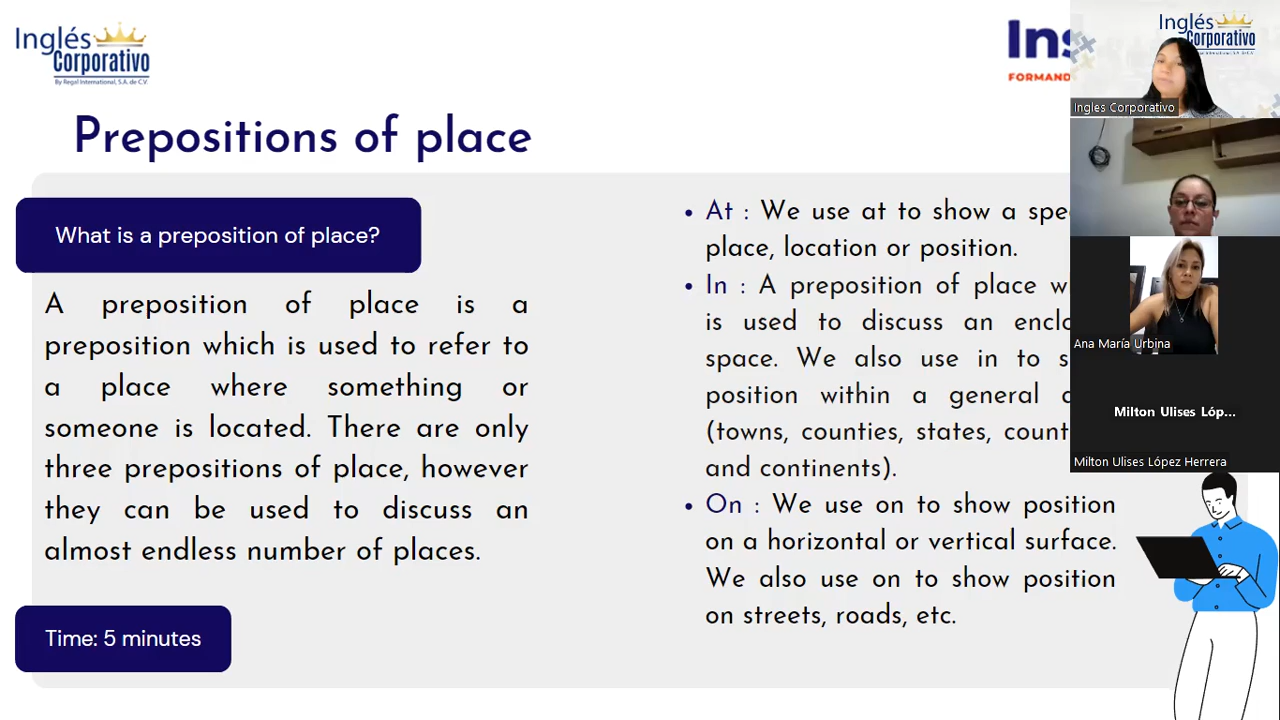 Inglés
Corporativo
By Regal International, S.A. de C.V.
Prepositions of place
What is a preposition of place?
A preposition of place is a
preposition which is used to refer to
a place where something or
someone is located. There are only
three prepositions of place, however
they can be used to discuss an
almost endless number of places.
Time: 5 minutes
• At : We use at to show a
place, location or position.
• In : A preposition of place
is used to discuss an
space. We also use in to
position within a general
(towns, counties, states,
and continents).
• On : We use on to show position
on a horizontal or vertical surface.
We also use on to show position
on streets, roads, etc.
Inglés
Corporativo
Ingles Corporativo
Ana María Urbina
Milton Ulises Lóp...
Milton Ulises López Herrera